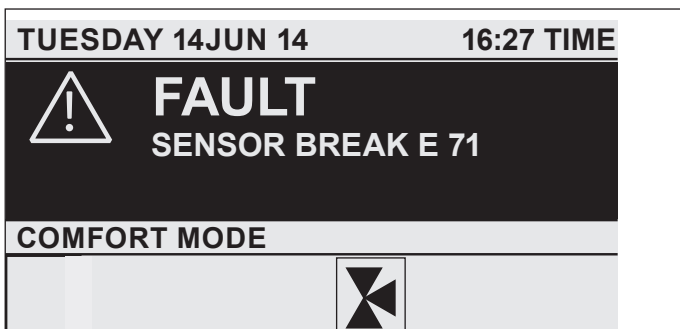 TUESDAY 14JUN 14 16:27 TIME
FAULT
SENSOR BREAK E 71
COMFORT MODE